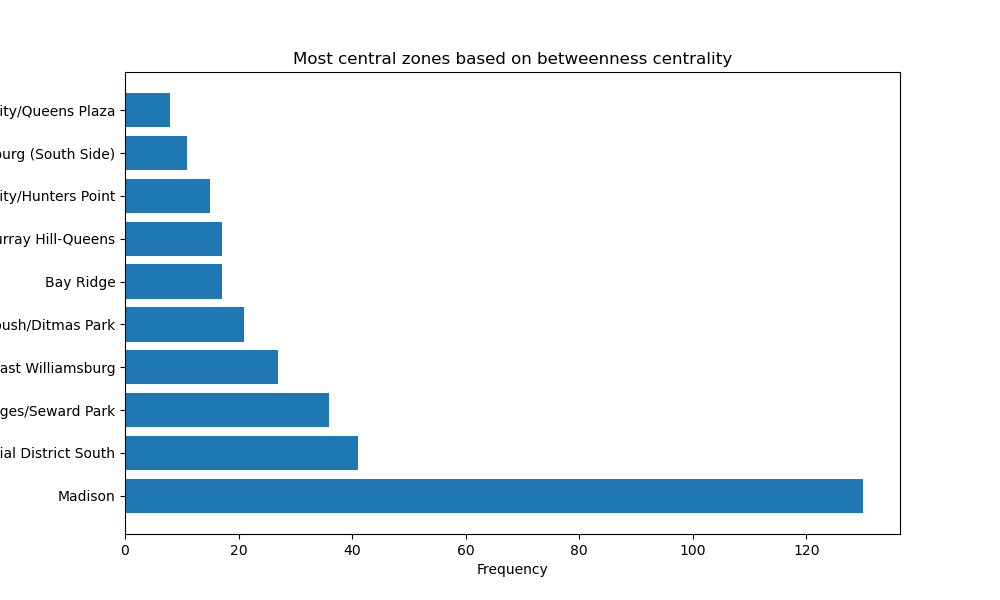 Most central zones based on betweenness centrality
ity/Queens Plaza
burg (South Side)
ity/Hunters Point
urray Hill-Queens
Bay Ridge
bush/Ditmas Park
ast Williamsburg
ges/Seward Park
ial District South
Madison
0 20 40 60 80 100 120
Frequency